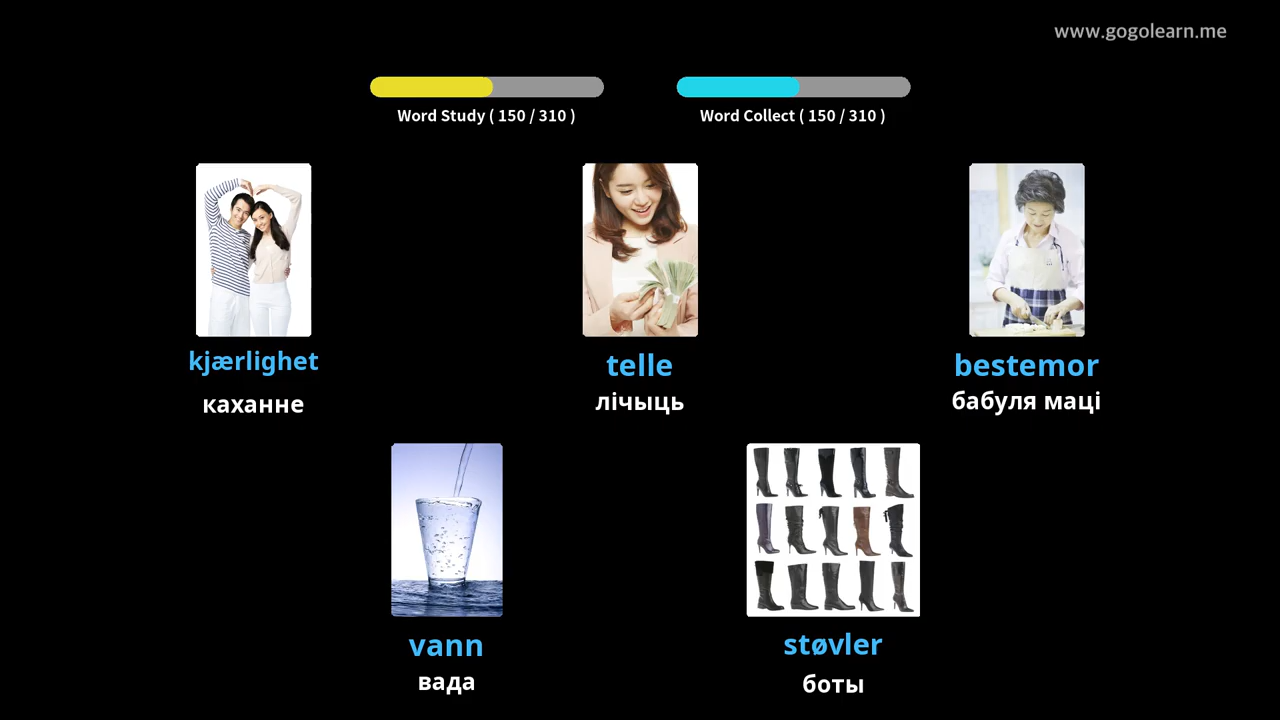 www.gogolearn.me
Word Study ( 150 / 310 )
Word Collect ( 150 / 310 )
kjærlighet
каханне
telle
лічыць
bestemor
бабуля маці
vann
вада
støvler
боты